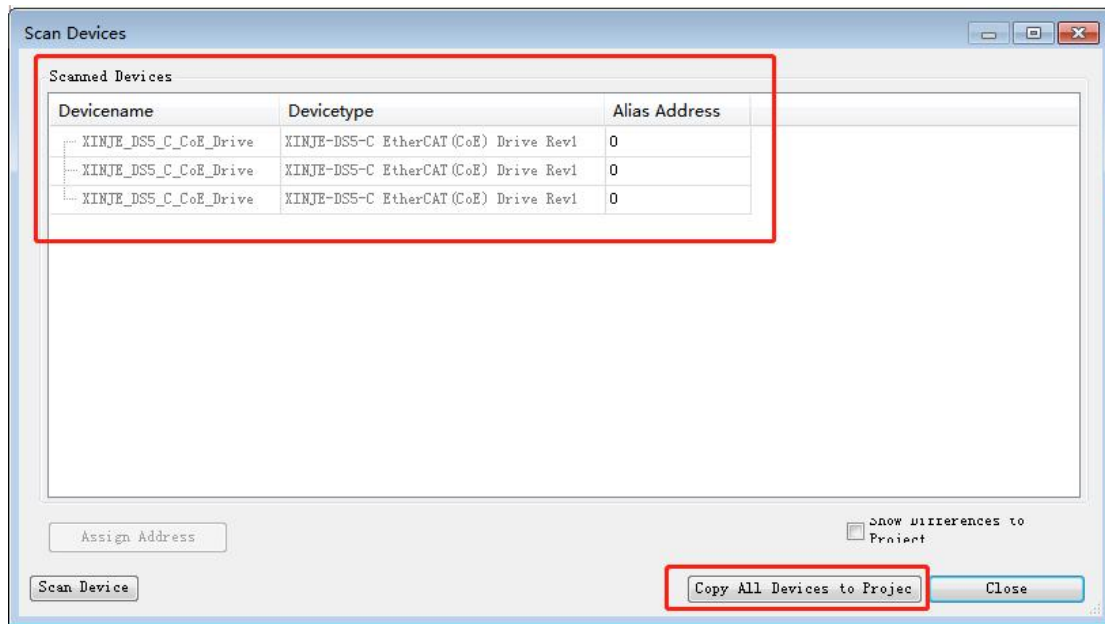 Scan Devices
Scanned Devices
Devicename Devicetype Alias Address
XINJE_DS5_C_CoE_Drive XINJE-DS5-C EtherCAT(CoE) Drive Rev1 0
XINJE_DS5_C_CoE_Drive XINJE-DS5-C EtherCAT(CoE) Drive Rev1 0
XINJE_DS5_C_CoE_Drive XINJE-DS5-C EtherCAT(CoE) Drive Rev1 0
Assign Address
Show Differences to
Project
Scan Device
Copy All Devices to Projec
Close